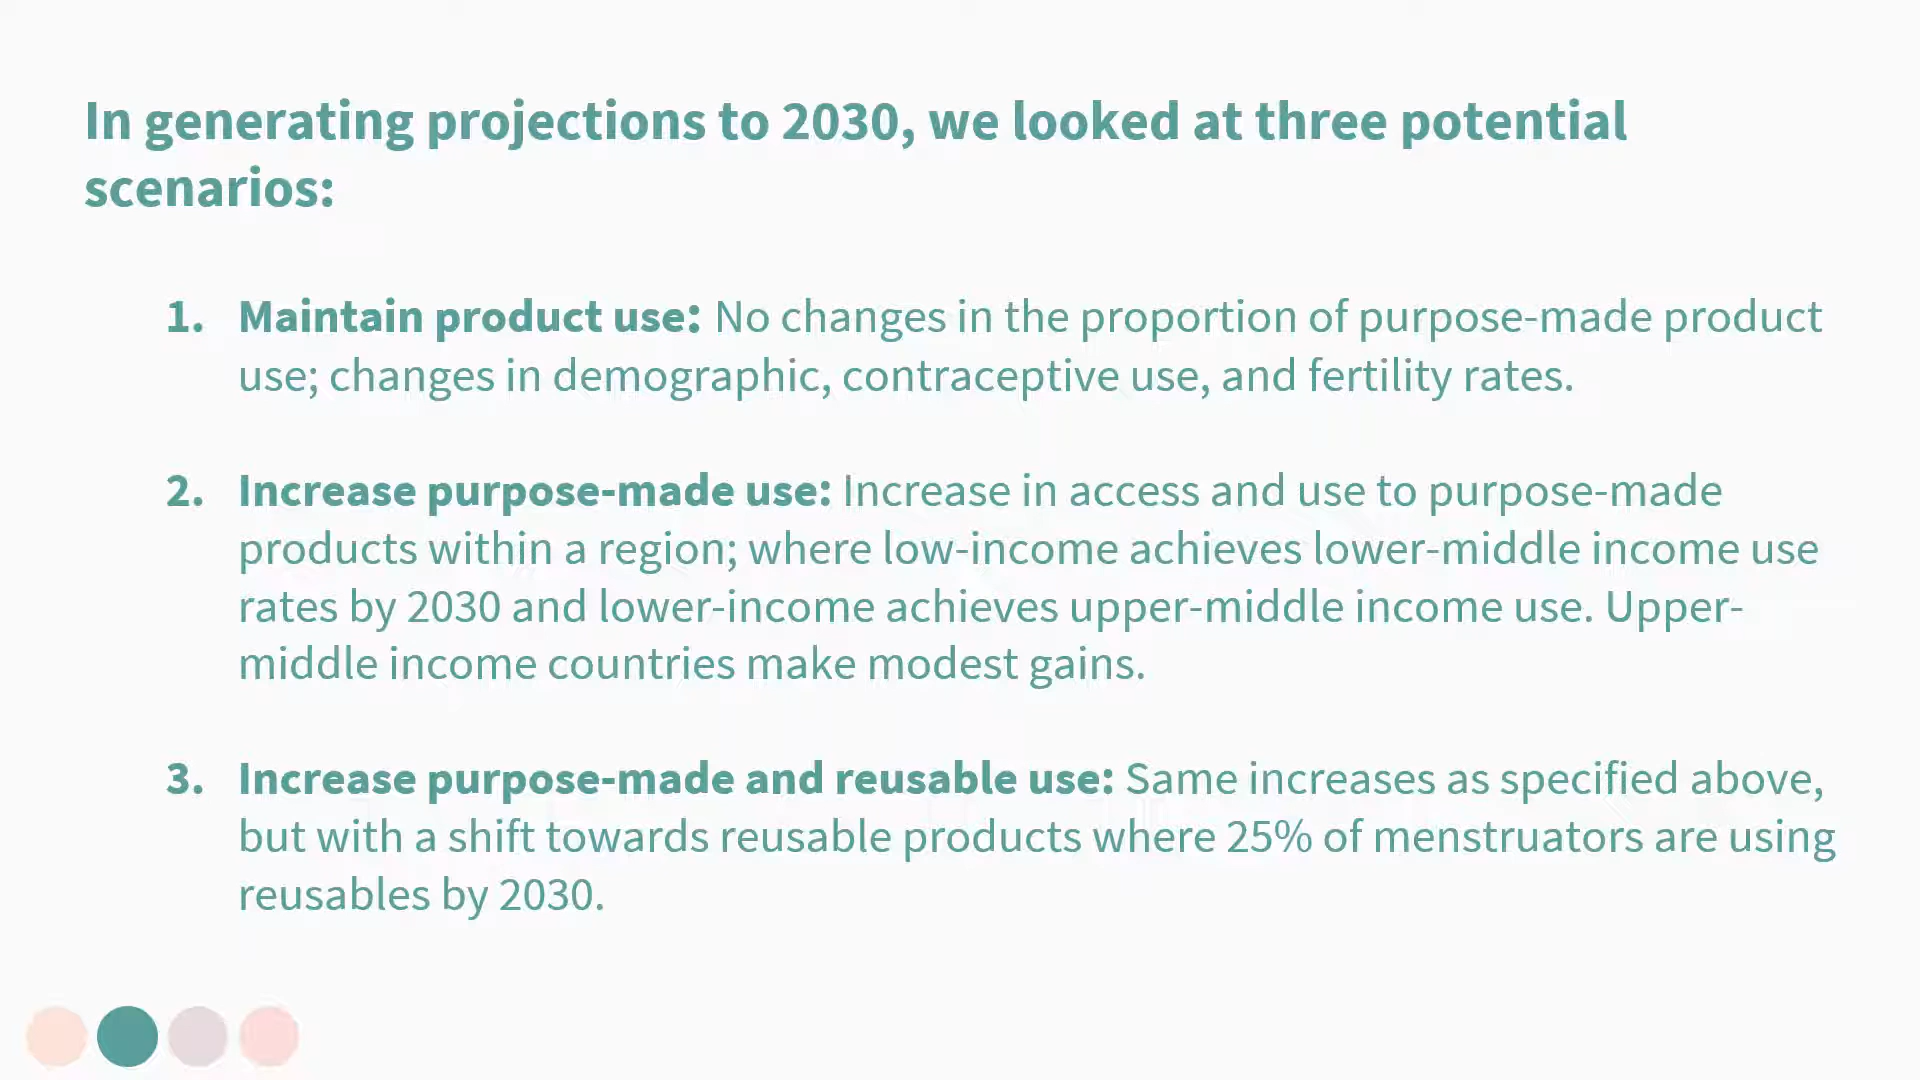 In generating projections to 2030, we looked at three potential
scenarios:
1. Maintain product use: No changes in the proportion of purpose-made product
use; changes in demographic, contraceptive use, and fertility rates.
2. Increase purpose-made use: Increase in access and use to purpose-made
products within a region; where low-income achieves lower-middle income use
rates by 2030 and lower-income achieves upper-middle income use. Upper-
middle income countries make modest gains.
3. Increase purpose-made and reusable use: Same increases as specified above,
but with a shift towards reusable products where 25% of menstruators are using
reusables by 2030.